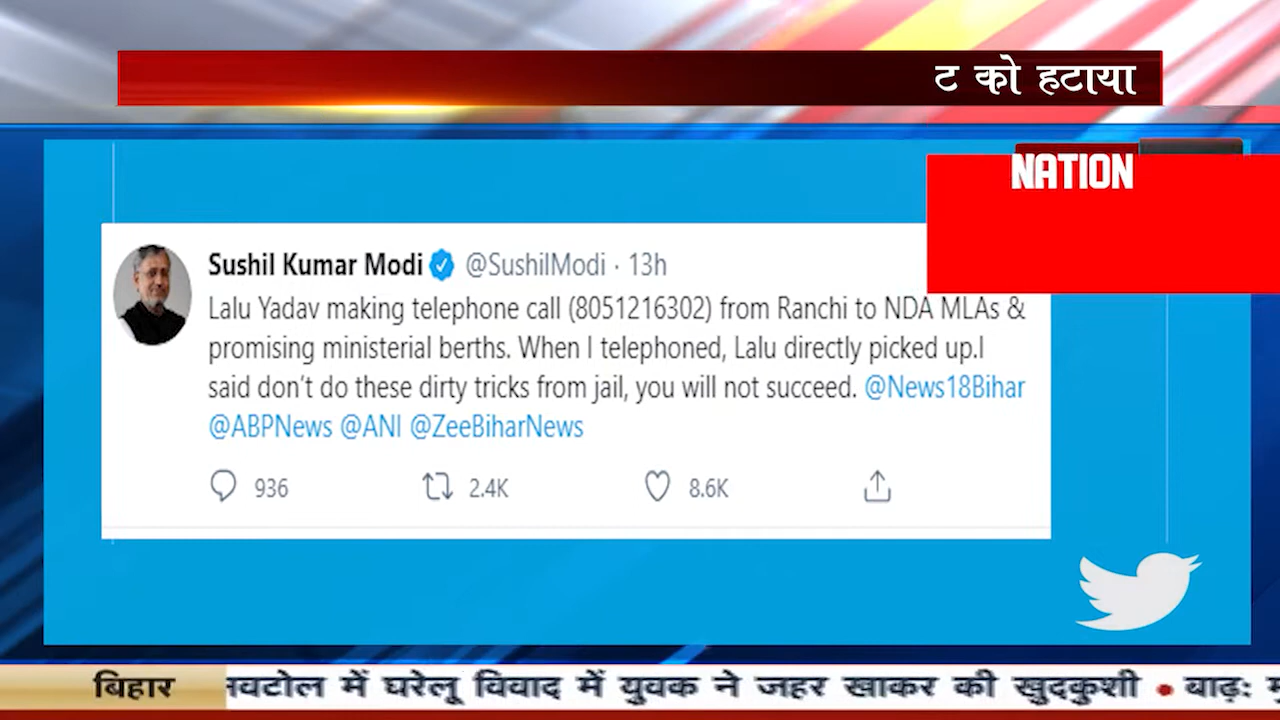 ट को हटाया
NATION
Sushil Kumar Modi @SushilModi · 13h
Lalu Yadav making telephone call (8051216302) from Ranchi to NDA MLAs &
promising ministerial berths. When I telephoned, Lalu directly picked up.I
said don't do these dirty tricks from jail, you will not succeed. @News18Bihar
@ABPNews @ANI @ZeeBiharNews
936 2.4K 8.6K
बिहार में घरेलू विवाद में युवक ने जहर खाकर की खुदकुशी • बाढ़: